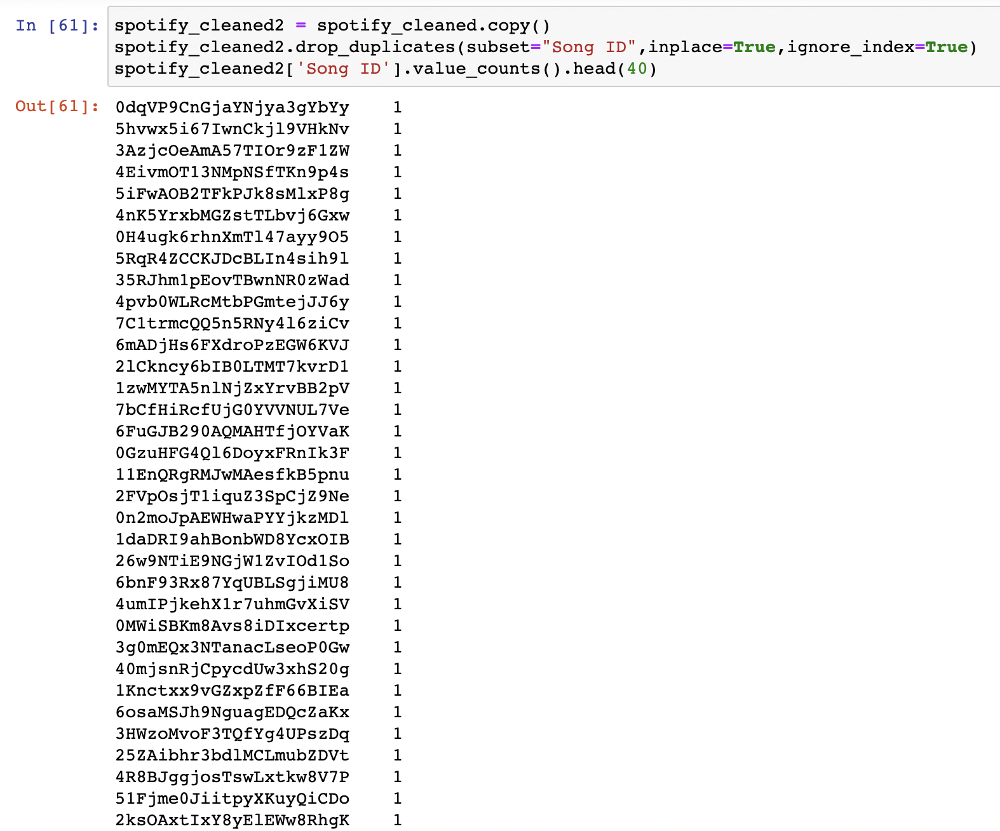 In [61]: spotify_cleaned2 = spotify_cleaned.copy()
spotify_cleaned2.drop_duplicates(subset="Song ID",inplace=True,ignore_index=True)
spotify_cleaned2['Song ID'].value_counts().head(40)
Out[61]: 0dqVP9CnGjaYNjya3gYbYy 1
5hvwx5i67IwnCkjl9VHkNv 1
3AzjcOeAmA57TIOr9zF1ZW 1
4EivmOT13NMpNSfTKn9p4s 1
5iFwAOB2TFkPJk8sMlxP8g 1
4nK5YrxbMGZstTLbvj6Gxw 1
0H4ugk6rhnXmTl47ayy9O5 1
5RqR4ZCCKJDcBLIn4sih9l 1
35RJhm1pEovTBwnNR0zWad 1
4pvb0WLRcMtbPGmtejJJ6y 1
7C1trmcQQ5n5RNy4l6ziCv 1
6mADjHs6FXdroPzEGW6KVJ 1
2lCkncy6bIB0LTMT7kvrD1 1
1zwMYTA5nlNjZxYrvBB2pV 1
7bCfHiRcfUjG0YVVNUL7Ve 1
6FuGJB290AQMAHTfjOYVaK 1
0GzuHFG4Ql6DoyxFRnIk3F 1
11EnQRgRMJwMAesfkB5pnu 1
2FVpOsjT1iquZ3SpCjZ9Ne 1
0n2moJpAEWHwaPYYjkzMDl 1
1daDRI9ahBonbWD8YcxOIB 1
26w9NTiE9NGjW1ZvIOd1So 1
6bnF93Rx87YqUBLSgjiMU8 1
4umIPjkehX1r7uhmGvXiSV 1
0MWiSBKm8Avs8iDIxcertp 1
3g0mEQx3NTanacLseoP0Gw 1
40mjsnRjCpycdUw3xhS20g 1
1Knctxx9vGZxpZfF66BIEa 1
6osaMSJh9NguagEDQcZaKx 1
3HWzoMvoF3TQfYg4UPszDq 1
25ZAibhr3bdlMCLmubZDVt 1
4R8BJggjosTswLxtkw8V7P 1
51Fjme0JiitpyXKuyQiCDo 1
2ksOAxtIxY8yElEWw8RhgK 1